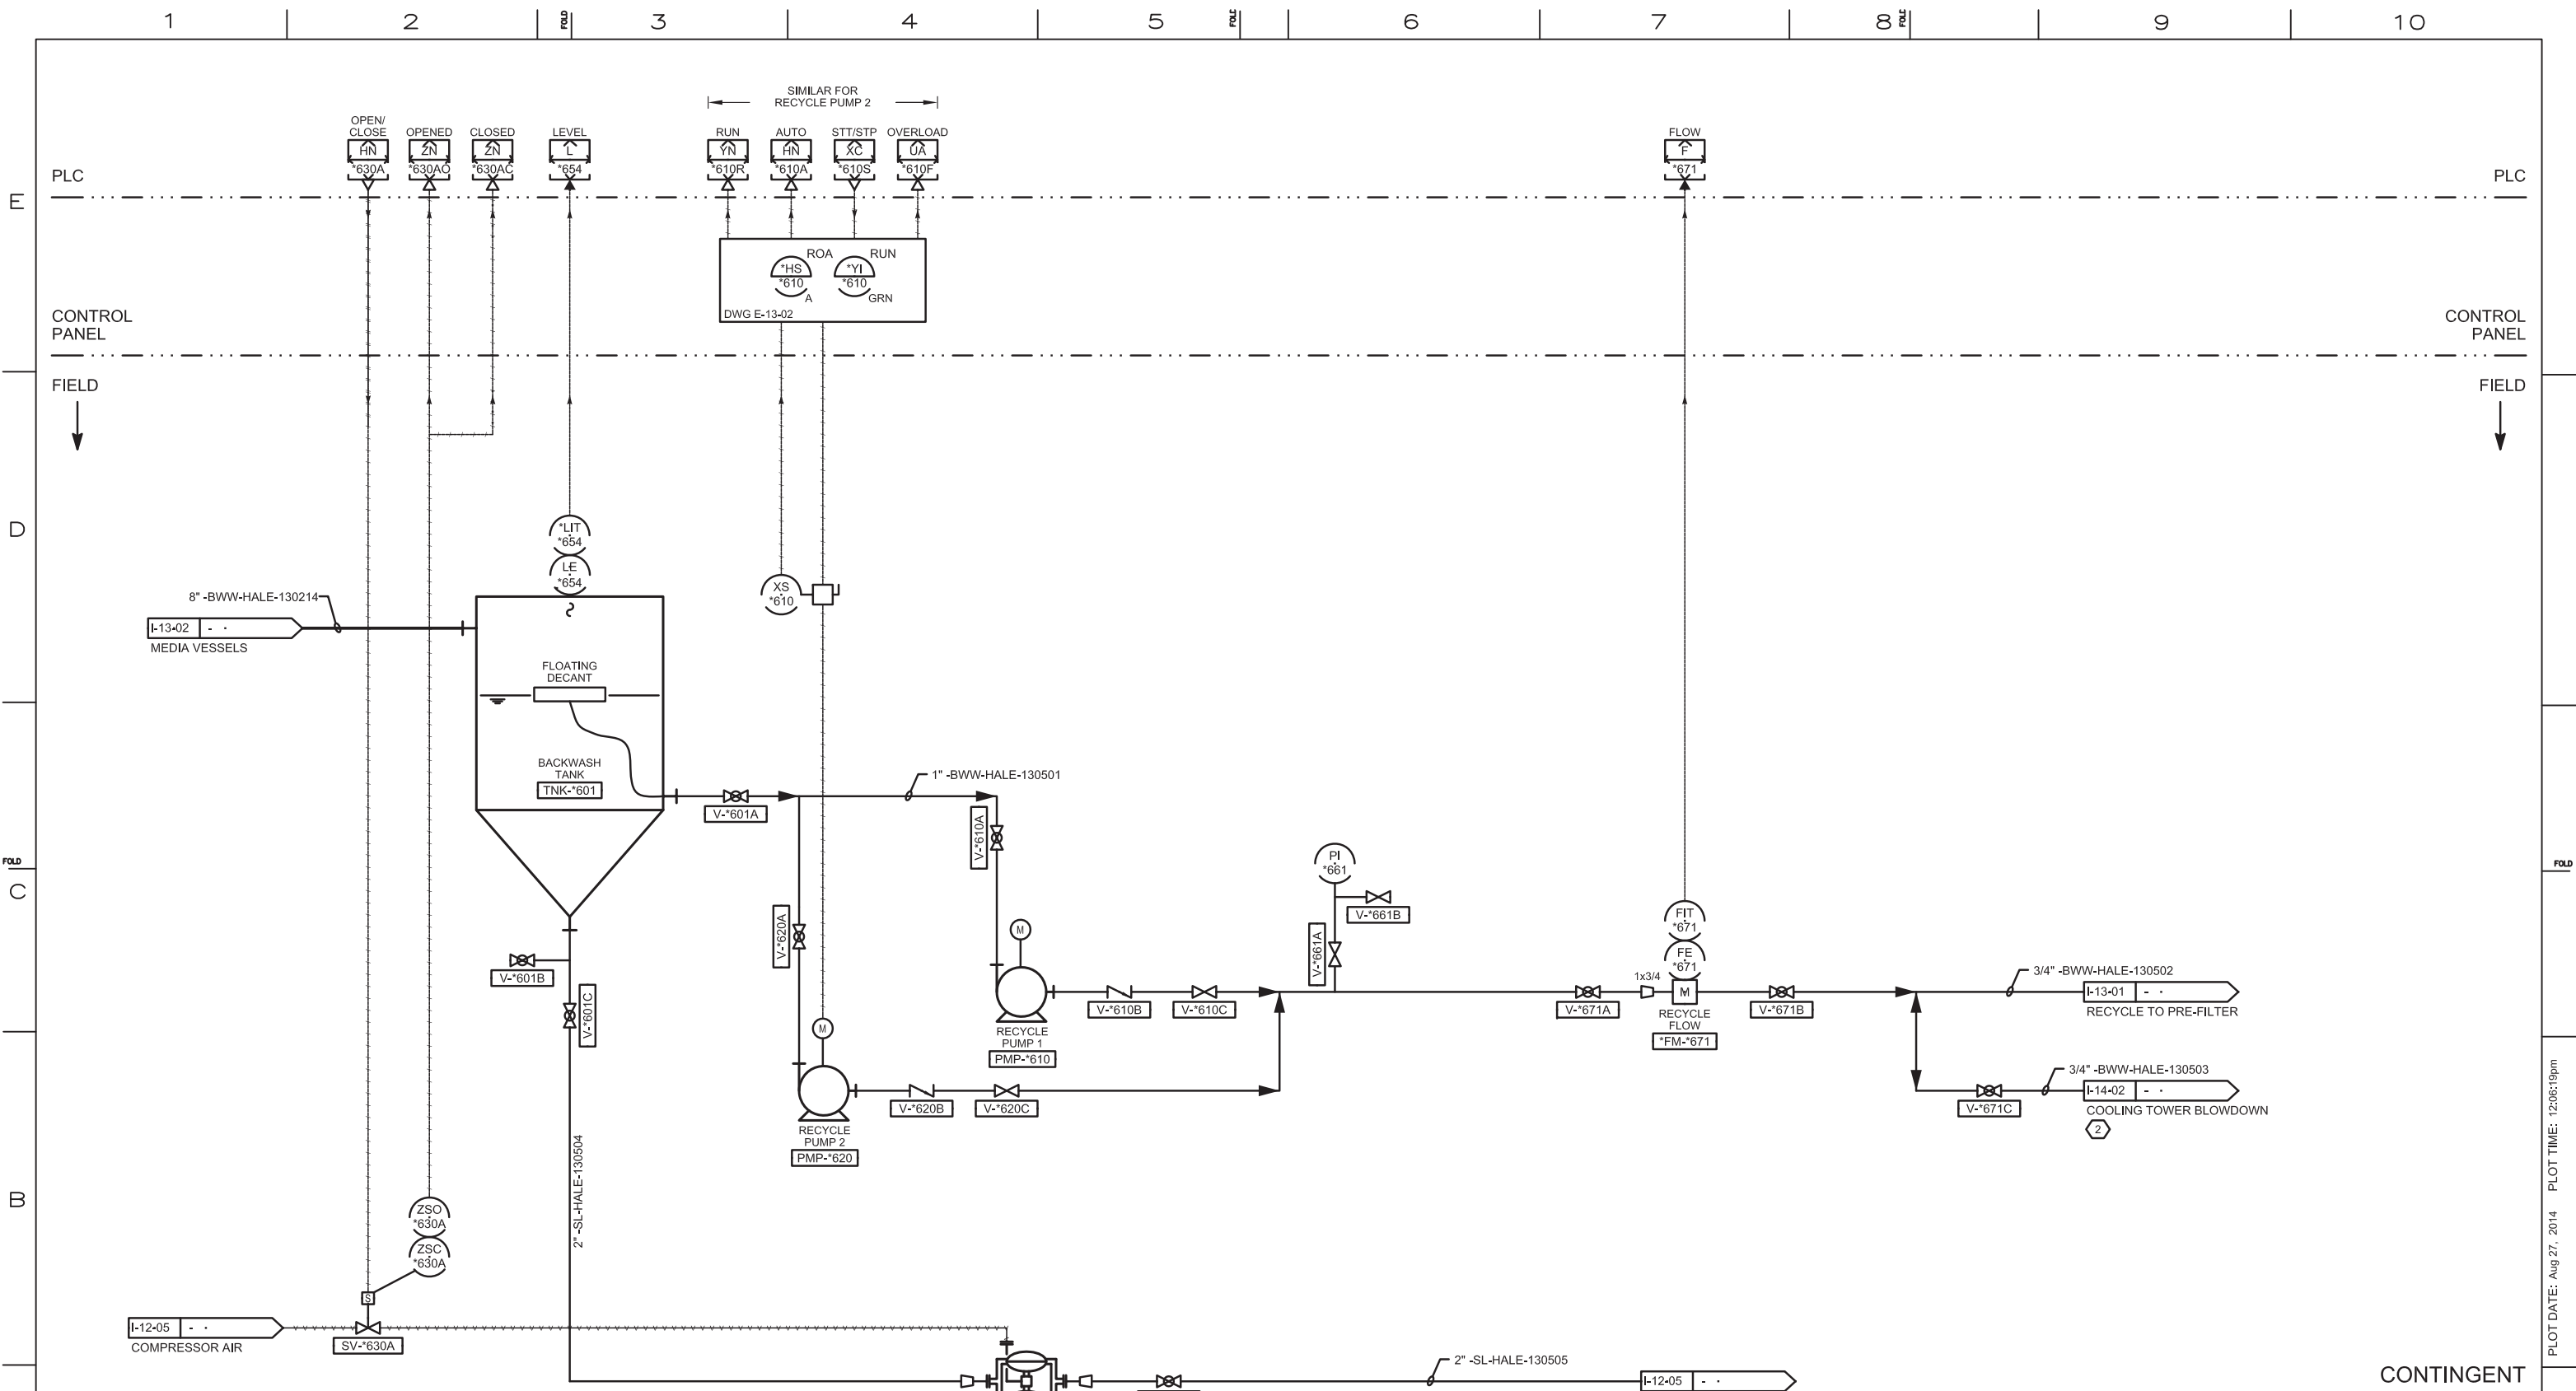 1 2 FOLD 3 4 5 FOLD 6 7 8 FOLD 9 10
SIMILAR FOR
RECYCLE PUMP 2
OPEN/
CLOSE
HN
*630A
OPENED
ZN
*630AO
CLOSED
ZN
*630AC
LEVEL
L
*654
RUN
YN
*610R
AUTO
HN
*610A
STT/STP
XC
*610S
OVERLOAD
UA
*610F
FLOW
F
*671
PLC
PLC
E
ROA
*HS
*610
A
RUN
*YI
*610
GRN
DWG E-13-02
CONTROL
PANEL
CONTROL
PANEL
FIELD
FIELD
D
*LIT
*654
LE
*654
XS
*610
8" -BWW-HALE-130214
I-13-02 - -
MEDIA VESSELS
FLOATING
DECANT
BACKWASH
TANK
TNK-*601
V-*601A
1" -BWW-HALE-130501
V-*610A
FOLD
FOLD
C
PI
*661
V-*661B
V-*661A
V-*620A
M
FIT
*671
FE
*671
V-*601B
V-*601C
1x3/4
M
V-*610B
V-*610C
V-*671A
V-*671B
RECYCLE
FLOW
*FM-*671
3/4" -BWW-HALE-130502
I-13-01 - -
RECYCLE TO PRE-FILTER
RECYCLE
PUMP 1
PMP-*610
M
V-*620B
V-*620C
RECYCLE
PUMP 2
PMP-*620
3/4" -BWW-HALE-130503
V-*671C
I-14-02 - -
COOLING TOWER BLOWDOWN
2
2" -SL-HALE-130504
B
ZSO
*630A
ZSC
*630A
S
I-12-05 - -
COMPRESSOR AIR
SV-*630A
2" -SL-HALE-130505
I-12-05 - -
CONTINGENT
PLOT DATE: Aug 27, 2014 PLOT TIME: 12:06:19pm